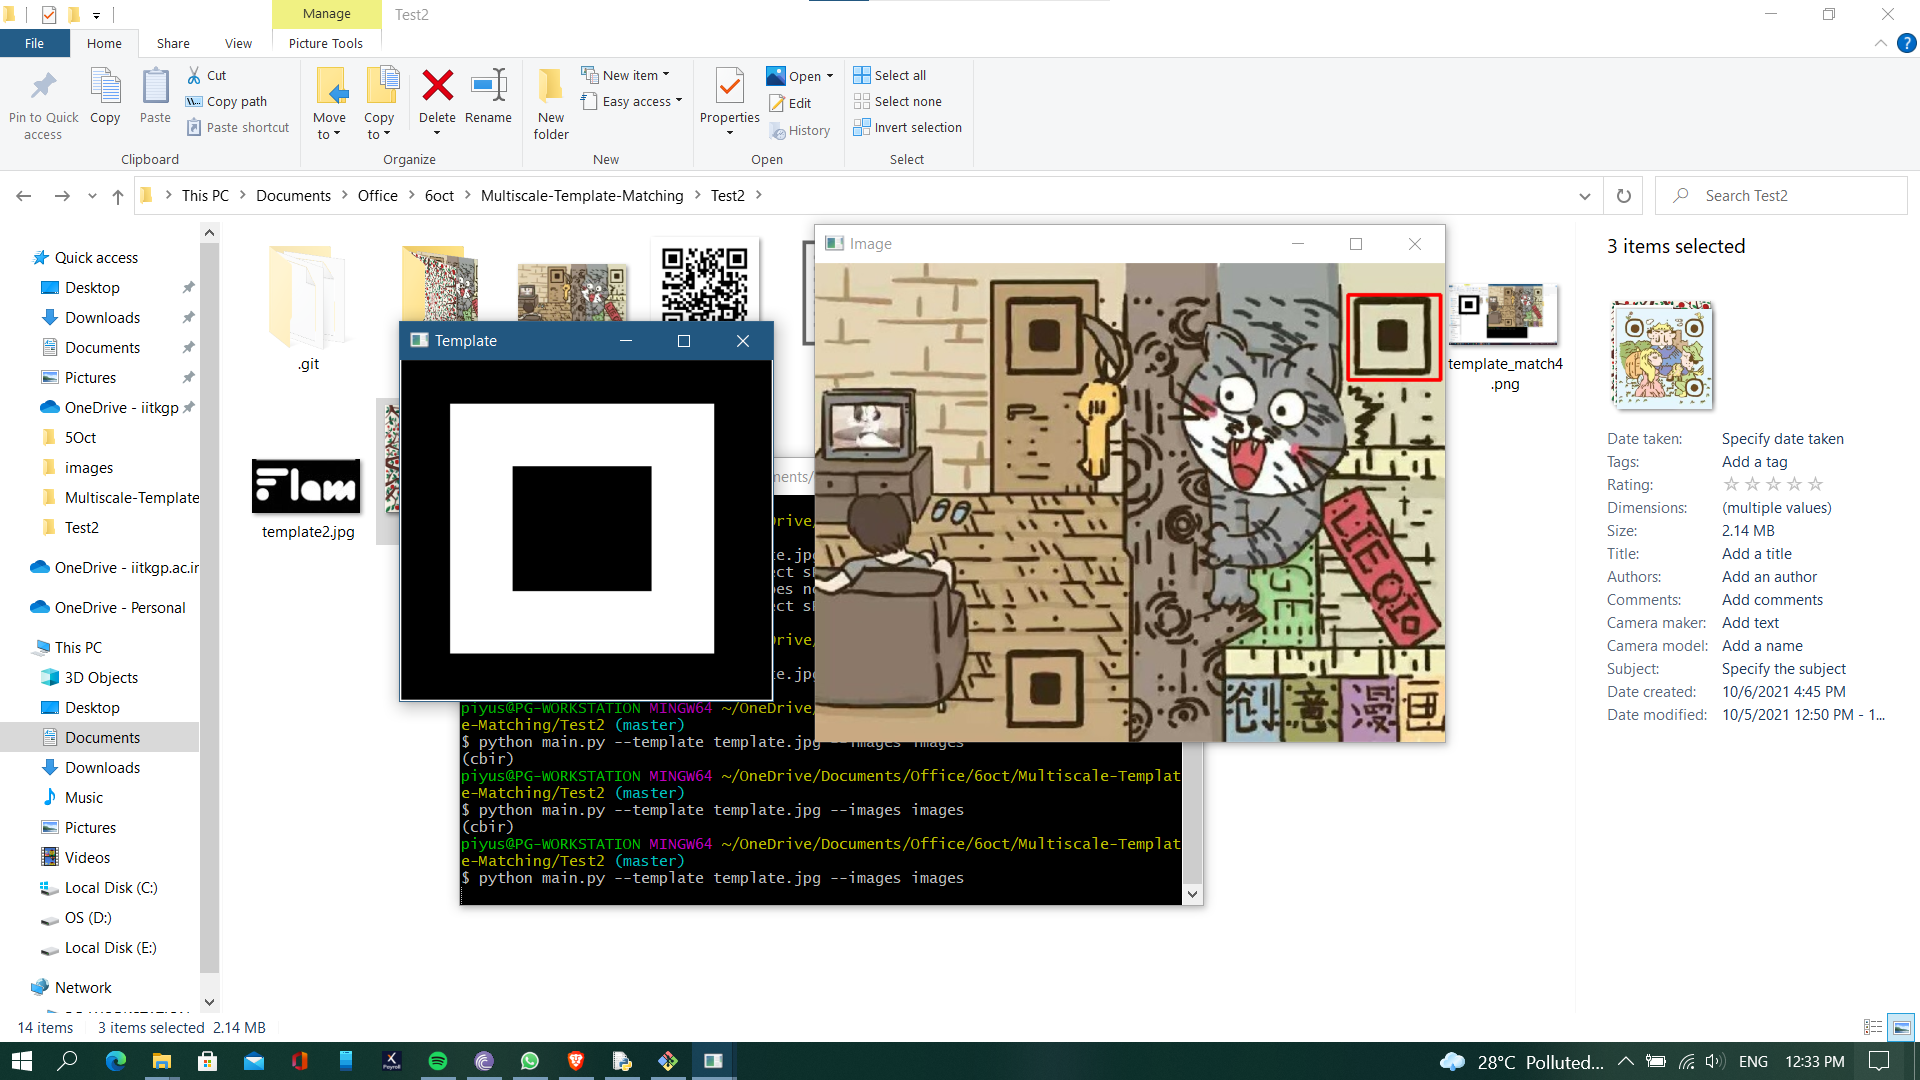 Manage
Test2
File
Home
Share
View
Picture Tools
Pin to Quick
access
Copy
Paste
Cut
Copy path
Paste shortcut
Clipboard
Move
to
Copy
to
Delete
Rename
Organize
New
folder
New item
Easy access
New
Properties
Open
Edit
History
Open
Select all
Select none
Invert selection
Select
This PC
Documents
Office
6oct
Multiscale-Template-Matching
Test2
Search Test2
Quick access
Desktop
Downloads
Documents
Pictures
OneDrive - iitkgp
5Oct
images
Multiscale-Template
Test2
OneDrive - iitkgp.ac.ir
OneDrive - Personal
This PC
3D Objects
Desktop
Documents
Downloads
Music
Pictures
Videos
Local Disk (C:)
OS (D:)
Local Disk (E:)
Network
.git
template2.jpg
Flam
Template
Image
template_match4
.png
piyus@PG-WORKSTATION MINGW64 ~/OneDrive/
e-Matching/Test2 (master)
$ python main.py --template template.jpg --images images
(cbir)
piyus@PG-WORKSTATION MINGW64 ~/OneDrive/Documents/Office/6oct/Multiscale-Templat
e-Matching/Test2 (master)
$ python main.py --template template.jpg --images images
(cbir)
piyus@PG-WORKSTATION MINGW64 ~/OneDrive/Documents/Office/6oct/Multiscale-Templat
e-Matching/Test2 (master)
$ python main.py --template template.jpg --images images
创意漫画
3 items selected
Date taken: Specify date taken
Tags: Add a tag
Rating:
Dimensions: (multiple values)
Size: 2.14 MB
Title: Add a title
Authors: Add an author
Comments: Add comments
Camera maker: Add text
Camera model: Add a name
Subject: Specify the subject
Date created: 10/6/2021 4:45 PM
Date modified: 10/5/2021 12:50 PM - 1...
14 items 3 items selected 2.14 MB
28°C Polluted... ENG 12:33 PM